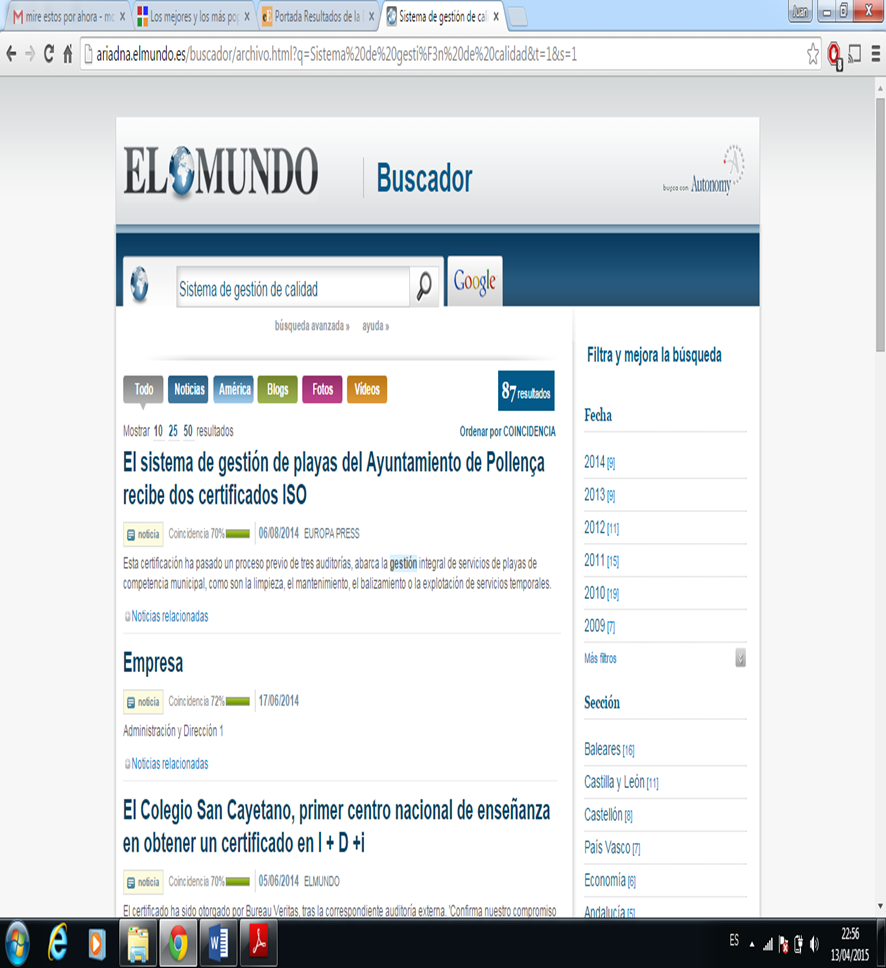 mire estos por ahora - mc
Los mejores y los más pop
Portada Resultados de la
Sistema de gestión de cal
Juan
ariadna.elmundo.es/buscador/archivo.html?q=Sistema%20de%20gesti%F3n%20de%20calidad&t=1&s=1
EL MUNDO
Buscador
busca con Autonomy
Sistema de gestión de calidad
Google
búsqueda avanzada » ayuda »
Todo Noticias América Blogs Fotos Vídeos
87 resultados
Mostrar 10 25 50 resultados
Ordenar por COINCIDENCIA
El sistema de gestión de playas del Ayuntamiento de Pollença
recibe dos certificados ISO
noticia Coincidencia 70% 06/08/2014 EUROPA PRESS
Esta certificación ha pasado un proceso previo de tres auditorías, abarca la gestión integral de servicios de playas de
competencia municipal, como son la limpieza, el mantenimiento, el balizamiento o la explotación de servicios temporales.
Noticias relacionadas
Empresa
noticia Coincidencia 72% 17/06/2014
Administración y Dirección 1
Noticias relacionadas
El Colegio San Cayetano, primer centro nacional de enseñanza
en obtener un certificado en I + D +i
noticia Coincidencia 70% 05/06/2014 ELMUNDO
El certificado ha sido otorgado por Bureau Veritas, tras la correspondiente auditoría externa. 'Confirma nuestro compromiso
Filtra y mejora la búsqueda
Fecha
2014 [9]
2013 [9]
2012 [11]
2011 [15]
2010 [19]
2009 [7]
Más filtros
Sección
Baleares [16]
Castilla y León [11]
Castellón [8]
País Vasco [7]
Economía [6]
Andalucía [5]
ES
22:56
13/04/2015